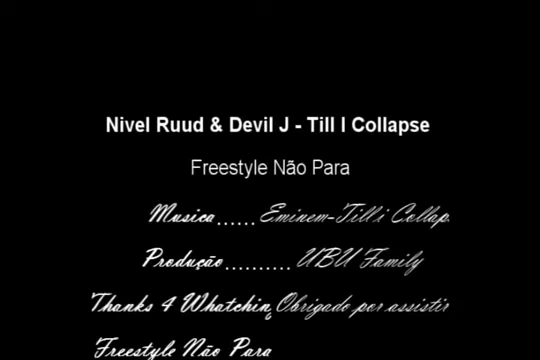 Nivel Ruud & Devil J - Till I Collapse
Freestyle Não Para
Musica...... Eminem-Till i Collap
Produção.......... UBU Family
Thanks 4 Whatchin Obrigado por assistir
Freestyle Não Para